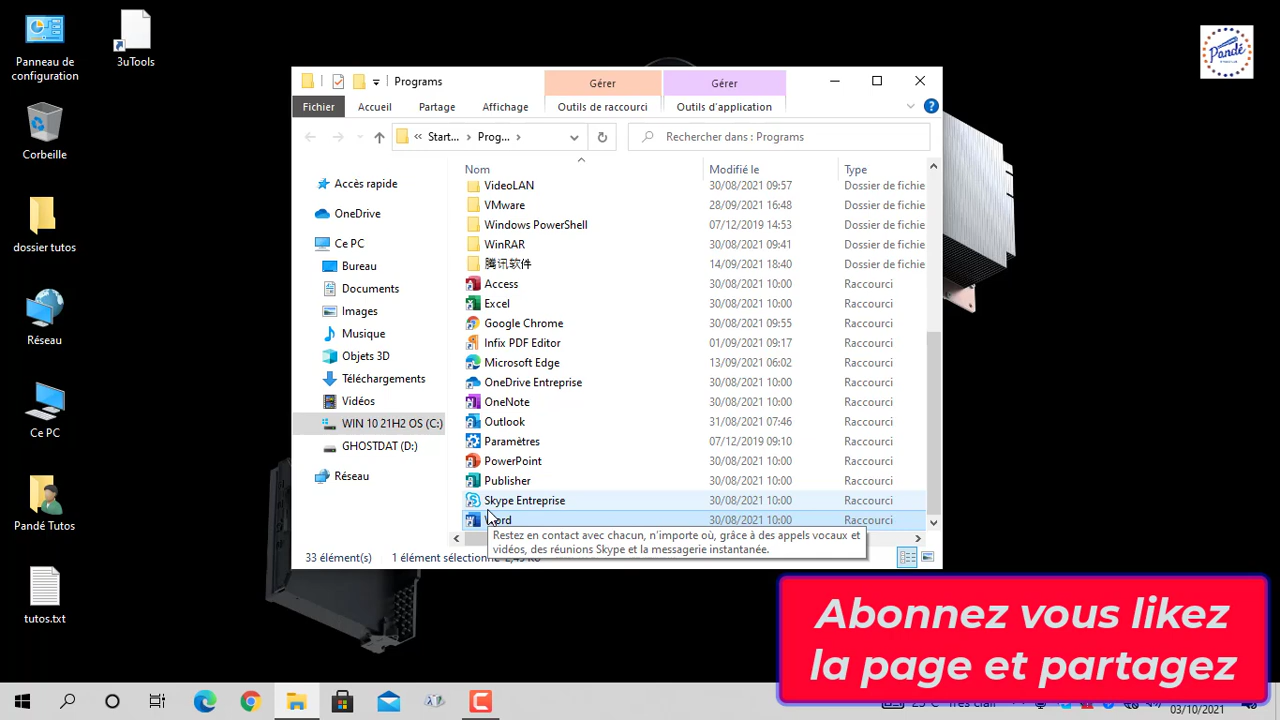 Panneau de
configuration
3uTools
Corbeille
dossier tutos
Réseau
Ce PC
Pandé Tutos
tutos.txt
Programs
Gérer
Gérer
Fichier
Accueil
Partage
Affichage
Outils de raccourci
Outils d'application
« Start... > Prog... >
Rechercher dans : Programs
Accès rapide
OneDrive
Ce PC
Bureau
Documents
Images
Musique
Objets 3D
Téléchargements
Vidéos
WIN 10 21H2 OS (C:)
GHOSTDAT (D:)
Réseau
Nom Modifié le Type
VideoLAN 30/08/2021 09:57 Dossier de fichie
VMware 28/09/2021 16:48 Dossier de fichie
Windows PowerShell 07/12/2019 14:53 Dossier de fichie
WinRAR 30/08/2021 09:41 Dossier de fichie
腾讯软件 14/09/2021 18:40 Dossier de fichie
Access 30/08/2021 10:00 Raccourci
Excel 30/08/2021 10:00 Raccourci
Google Chrome 30/08/2021 09:55 Raccourci
Infix PDF Editor 01/09/2021 09:17 Raccourci
Microsoft Edge 13/09/2021 06:02 Raccourci
OneDrive Entreprise 30/08/2021 10:00 Raccourci
OneNote 30/08/2021 10:00 Raccourci
Outlook 31/08/2021 07:46 Raccourci
Paramètres 07/12/2019 09:10 Raccourci
PowerPoint 30/08/2021 10:00 Raccourci
Publisher 30/08/2021 10:00 Raccourci
Skype Entreprise 30/08/2021 10:00 Raccourci
Word 30/08/2021 10:00 Raccourci
Restez en contact avec chacun, n'importe où, grâce à des appels vocaux et
vidéos, des réunions Skype et la messagerie instantanée.
33 élément(s) 1 élément sélectionné
Pandé
Abonnez vous likez
la page et partagez
03/10/2021